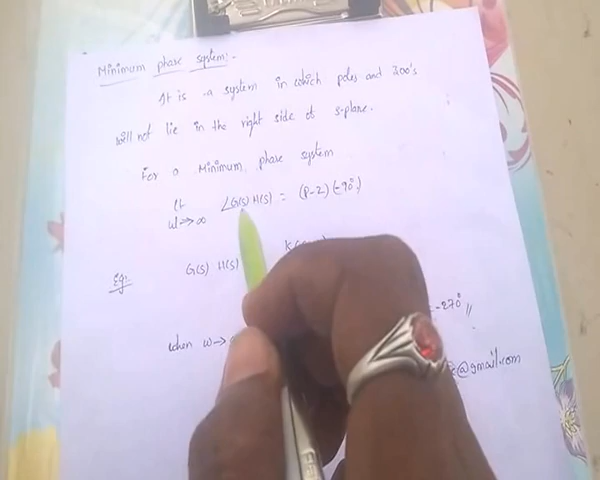 Minimum phase system:-
It is a system in which poles and zeros
will not lie in the right side of s-plane.
For a Minimum phase system
lt ∠G(s) H(s) = (P-Z) (-90°)
ω→∞
Eg:
G(s) H(s)
-270° //
when ω→
@gmail.com